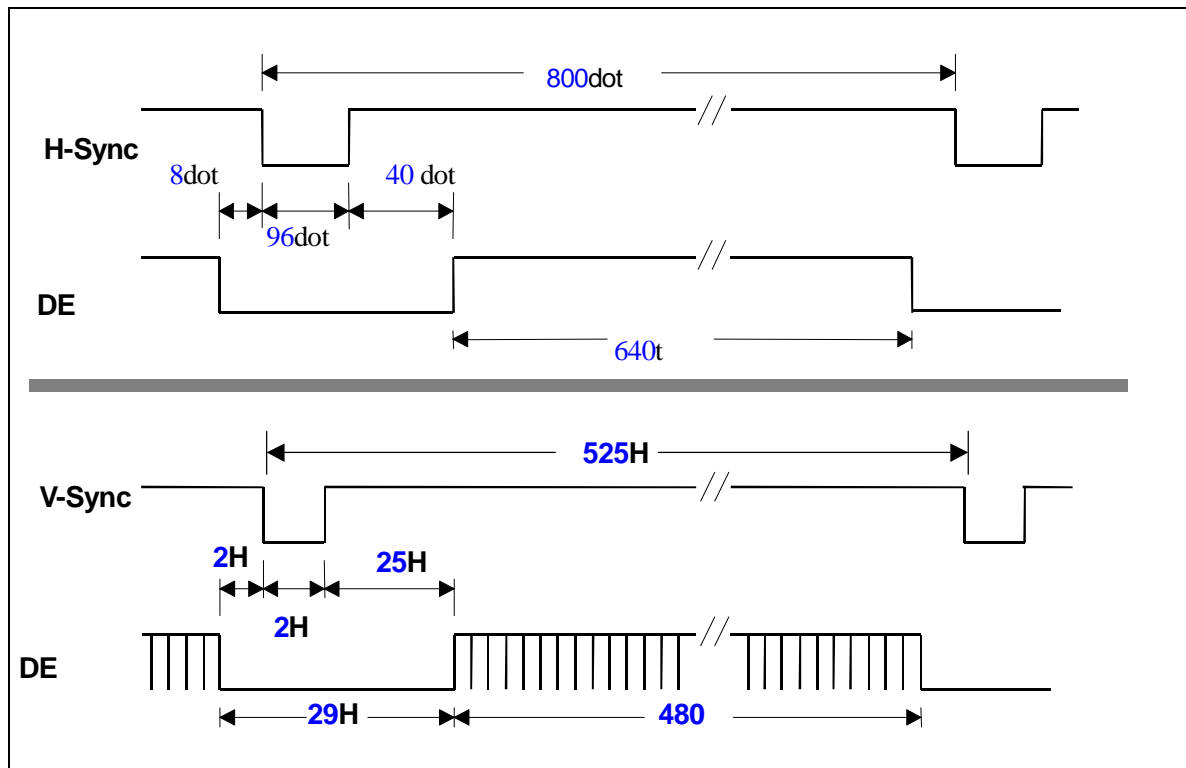 800dot
H-Sync
8dot
40 dot
96dot
DE
640t
525H
V-Sync
2H
25H
2H
DE
29H
480